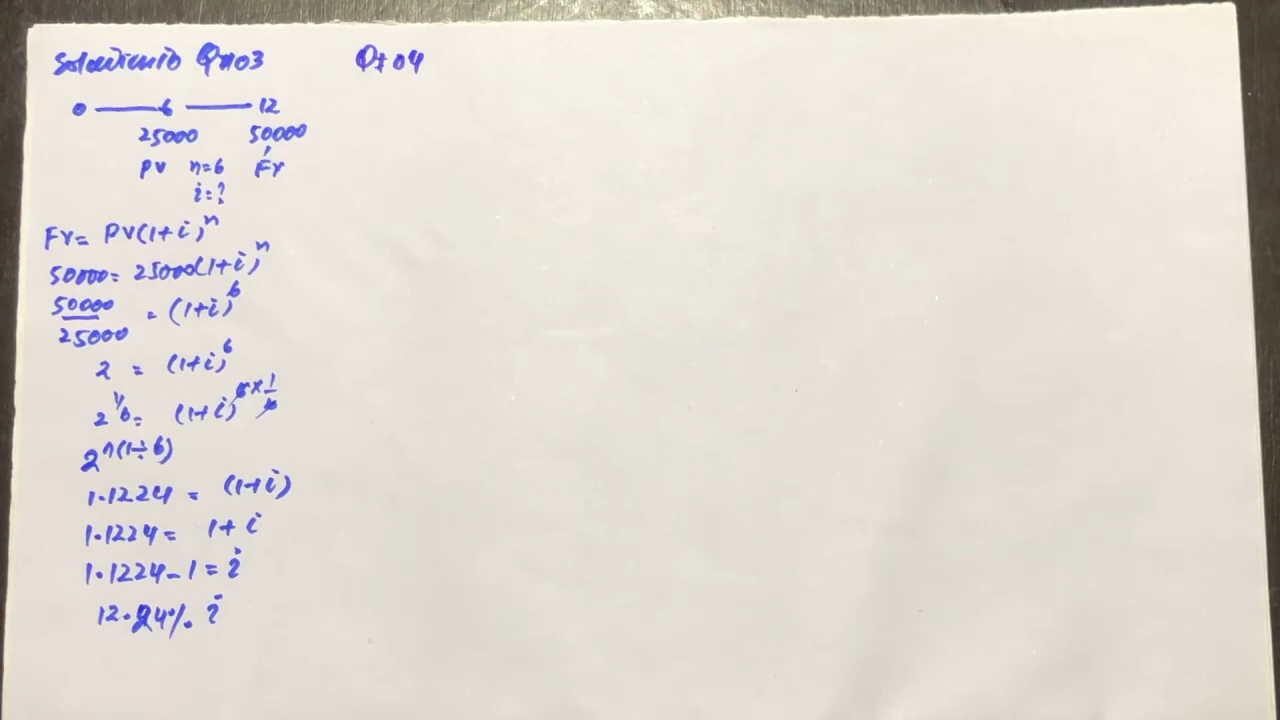 Solutions Q#03
Q#04
0 — 6 — 12
25000 50000
PV n=6 FV
i=?
FV= PV(1+i)^n
50000= 25000(1+i)^n
50000/25000 = (1+i)^6
2 = (1+i)^6
2^1/6= (1+i)^6×1/6
2^(1÷6)
1.1224 = (1+i)
1.1224= 1+i
1.1224-1=i
12.24% i